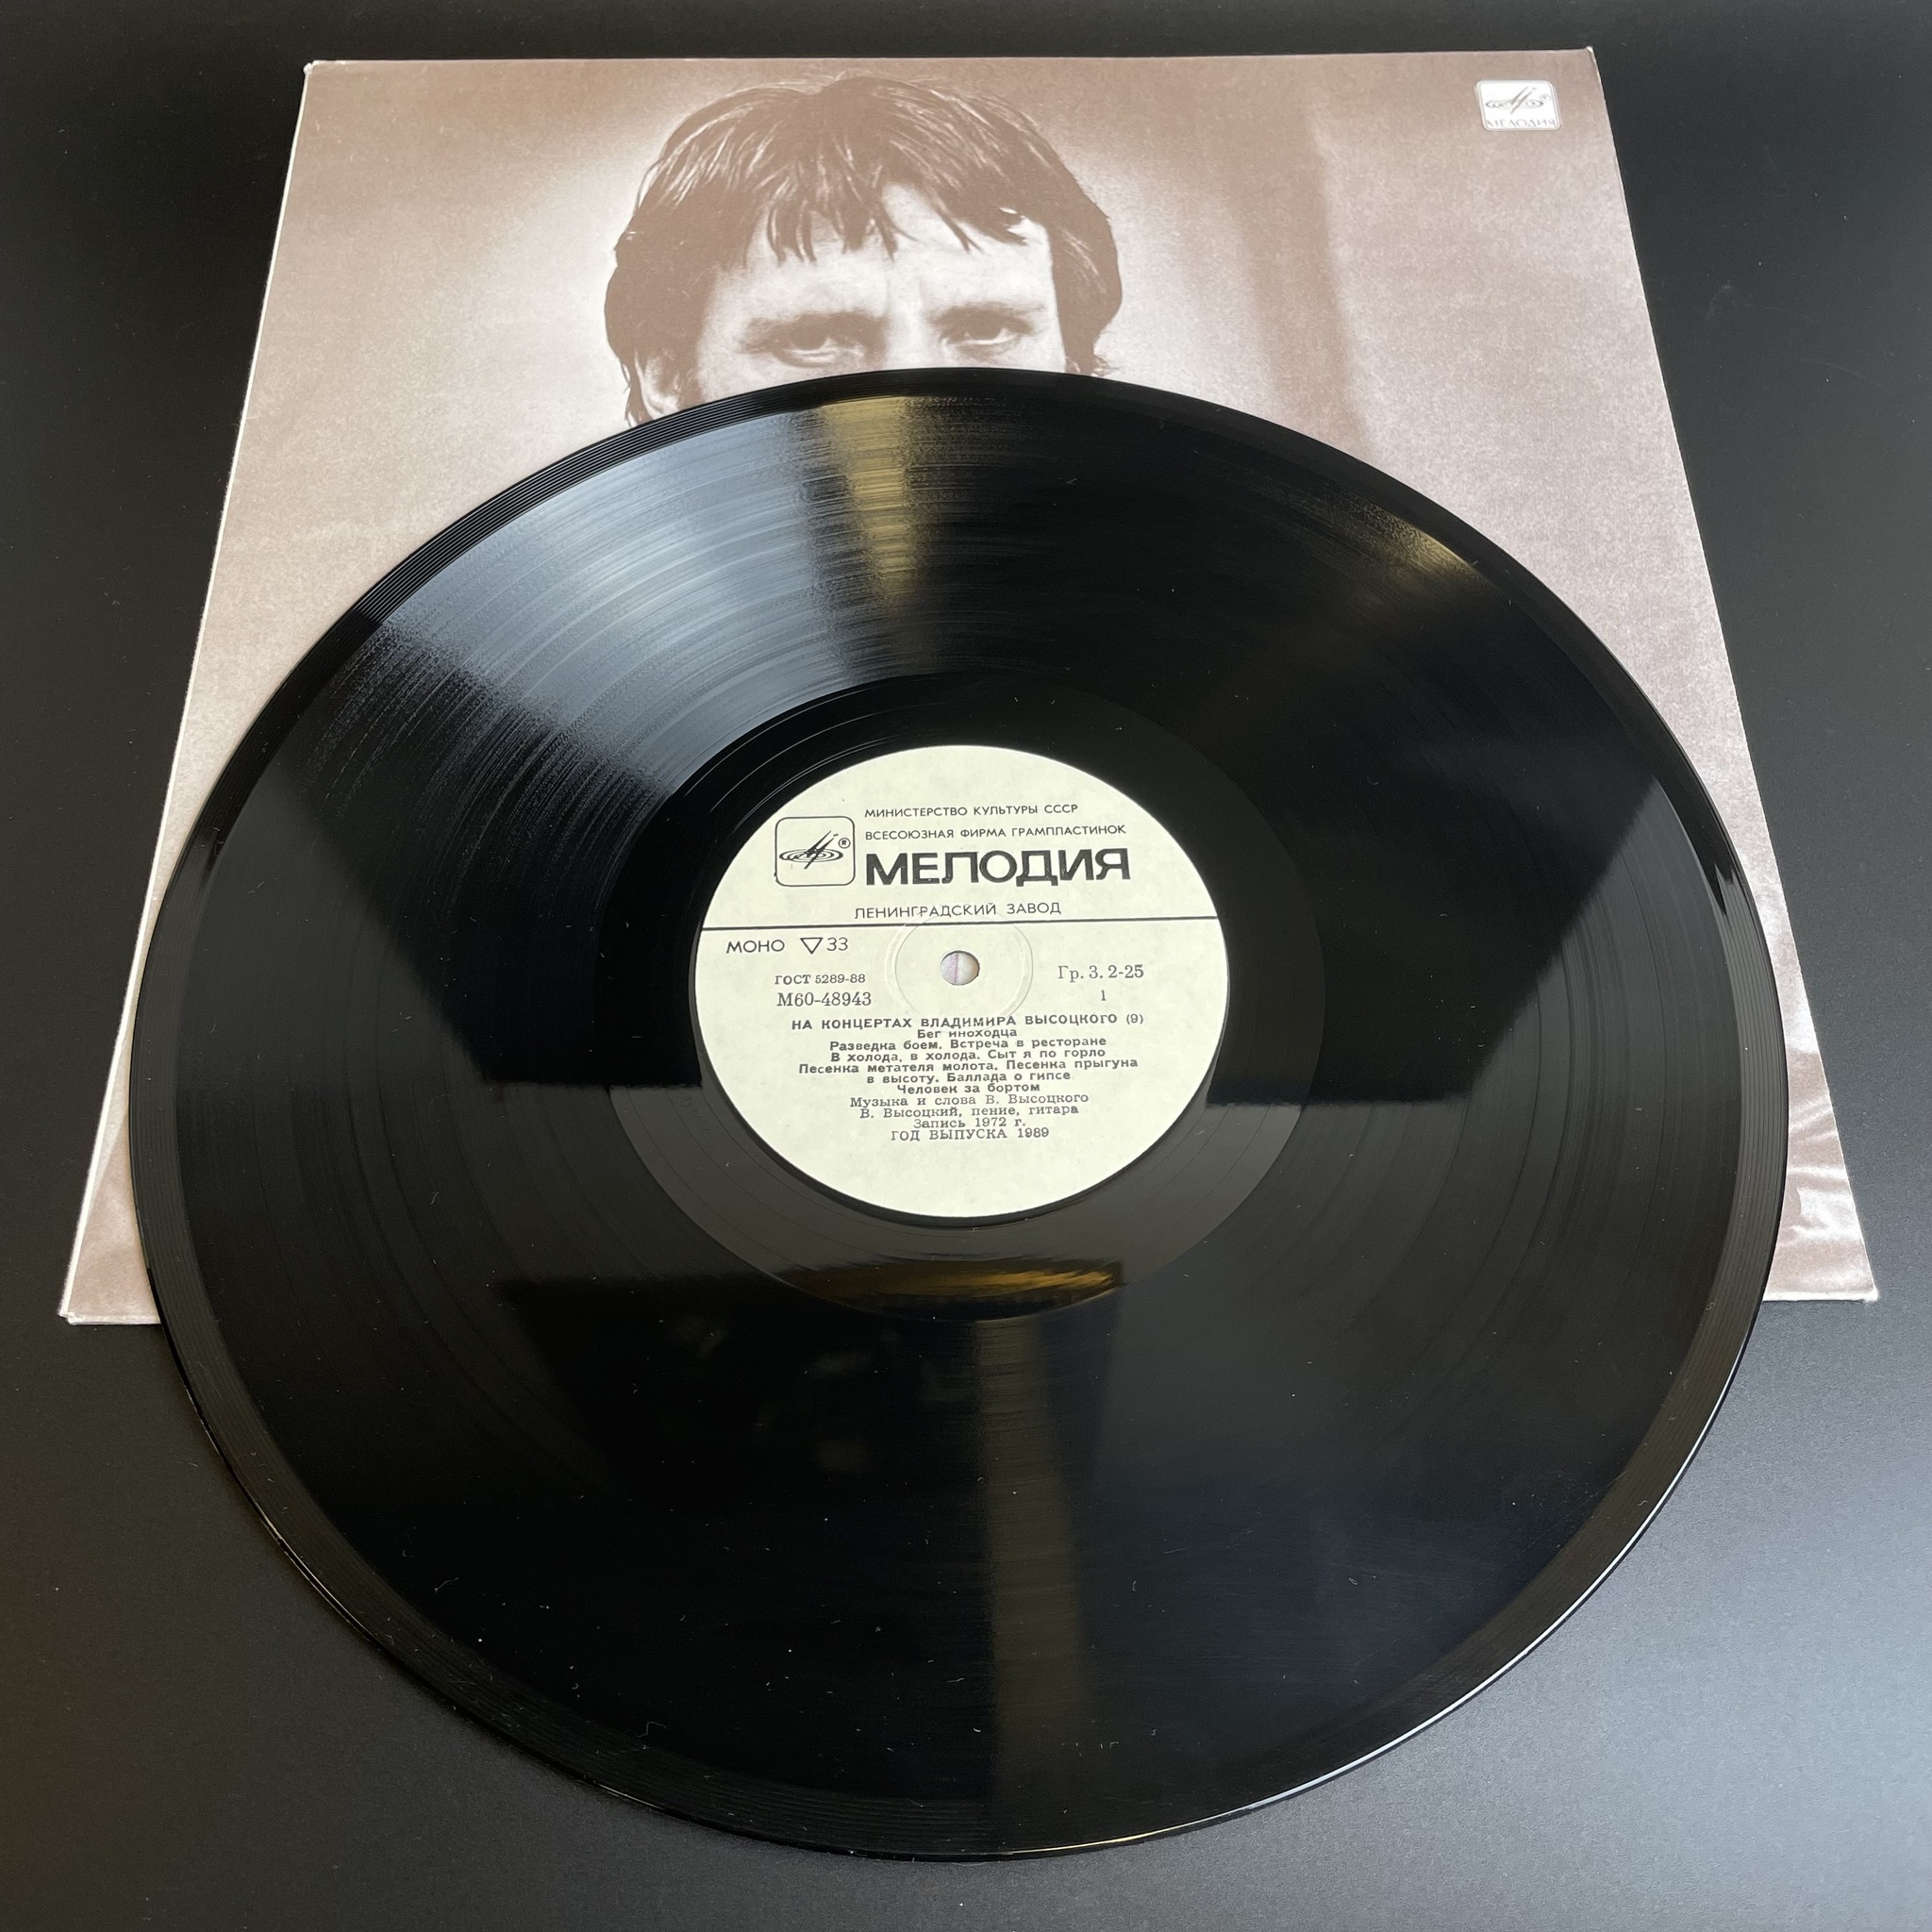 МЕЛОДИЯ
МИНИСТЕРСТВО КУЛЬТУРЫ СССР
ВСЕСОЮЗНАЯ ФИРМА ГРАМПЛАСТИНОК
®
МЕЛОДИЯ
ЛЕНИНГРАДСКИЙ ЗАВОД
МОНО ▽ 33
ГОСТ 5289-88
Гр. 3. 2-25
М60-48943
1
НА КОНЦЕРТАХ ВЛАДИМИРА ВЫСОЦКОГО (9)
Бег иноходца
Разведка боем. Встреча в ресторане
В холода, в холода. Сыт я по горло
Песенка метателя молота. Песенка прыгуна
в высоту. Баллада о гипсе
Человек за бортом
Музыка и слова В. Высоцкого
В. Высоцкий, пение, гитара
Запись 1972 г.
ГОД ВЫПУСКА 1989